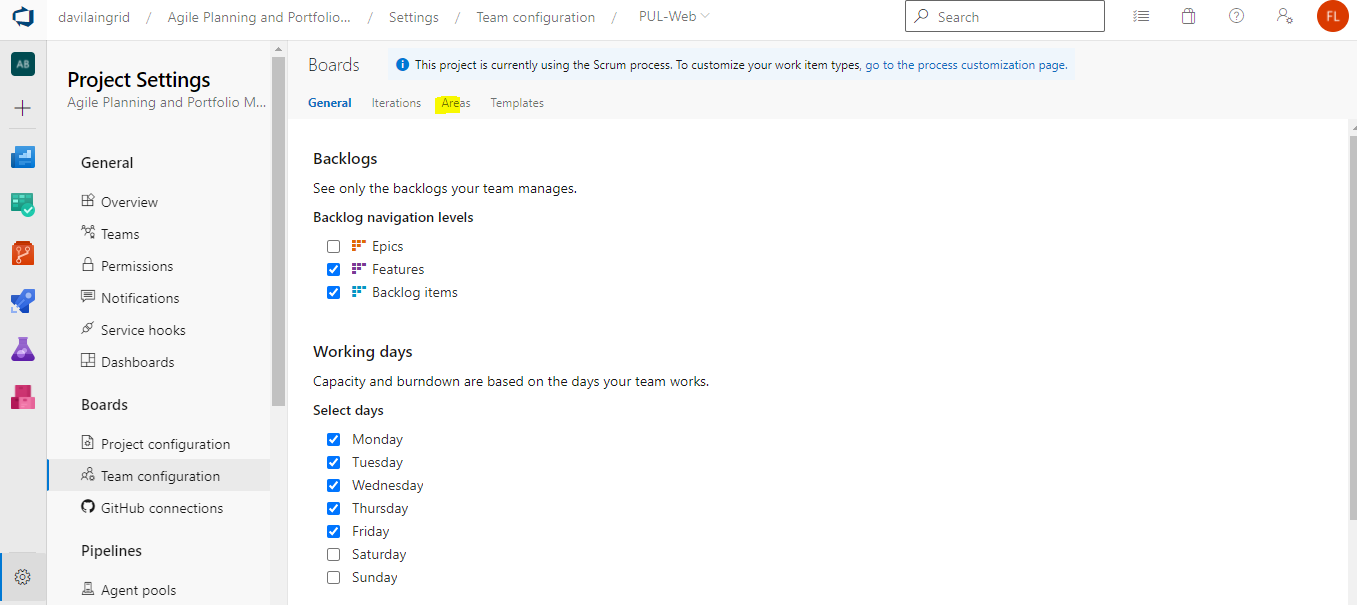 davilaingrid / Agile Planning and Portfolio... / Settings / Team configuration / PUL-Web
Search
FL
AB
Project Settings
Agile Planning and Portfolio M...
General
Overview
Teams
Permissions
Notifications
Service hooks
Dashboards
Boards
Project configuration
Team configuration
GitHub connections
Pipelines
Agent pools
Boards
This project is currently using the Scrum process. To customize your work item types, go to the process customization page.
General Iterations Areas Templates
Backlogs
See only the backlogs your team manages.
Backlog navigation levels
Epics
Features
Backlog items
Working days
Capacity and burndown are based on the days your team works.
Select days
Monday
Tuesday
Wednesday
Thursday
Friday
Saturday
Sunday